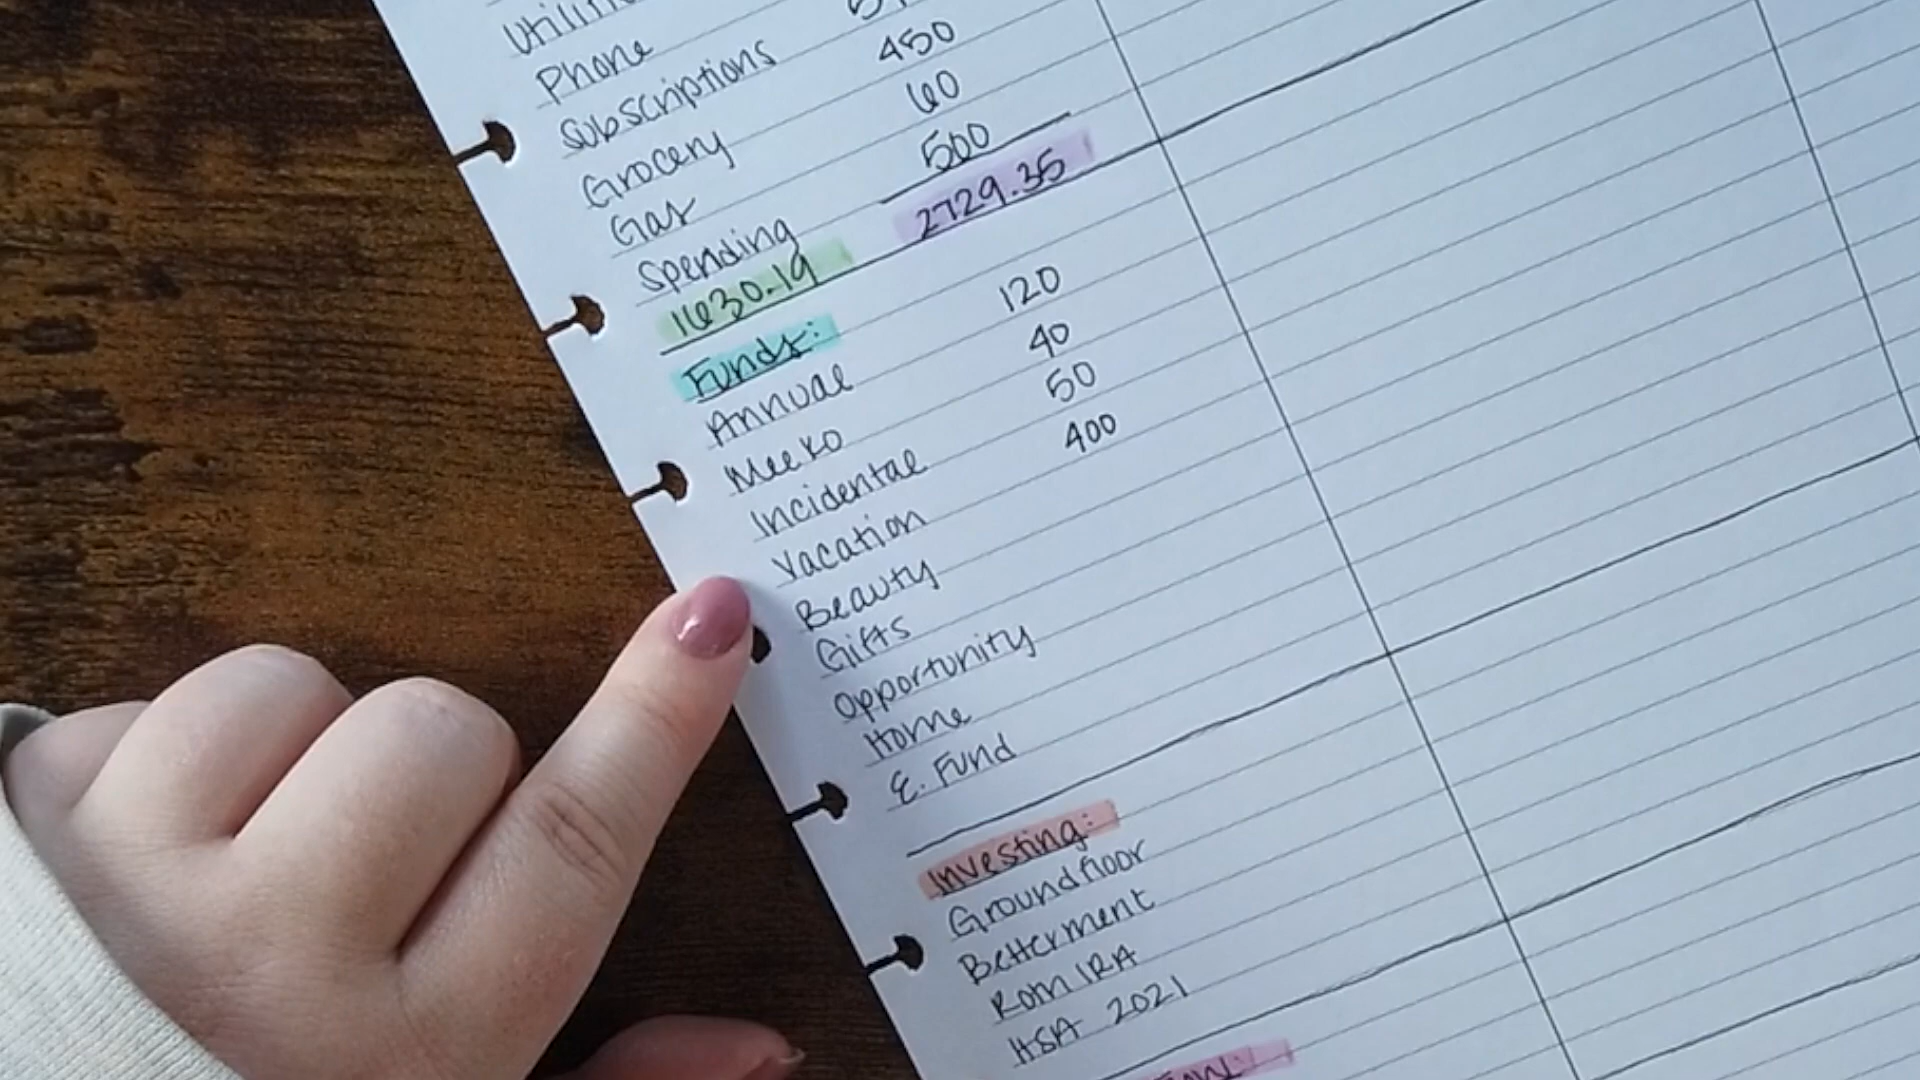 Phone
Subscriptions
Grocery 450
Gas 60
Spending 500
1630.19 2729.35
Funds:
Annual 120
Meeko 40
Incidental 50
Vacation 400
Beauty
Gifts
Opportunity
Home
E. Fund
Investing:
Groundfloor
Betterment
Roth IRA
HSA 2021